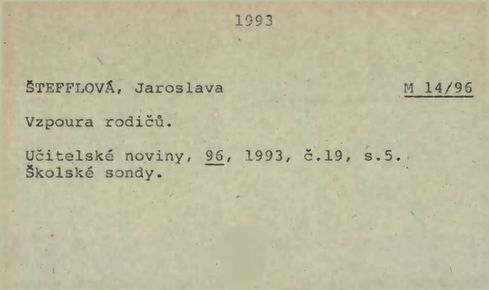 1993
ŠTEFFLOVÁ, Jaroslava M 14/96
Vzpoura rodičů.
Učitelské noviny, 96, 1993, č.19, s.5.
Školské sondy.